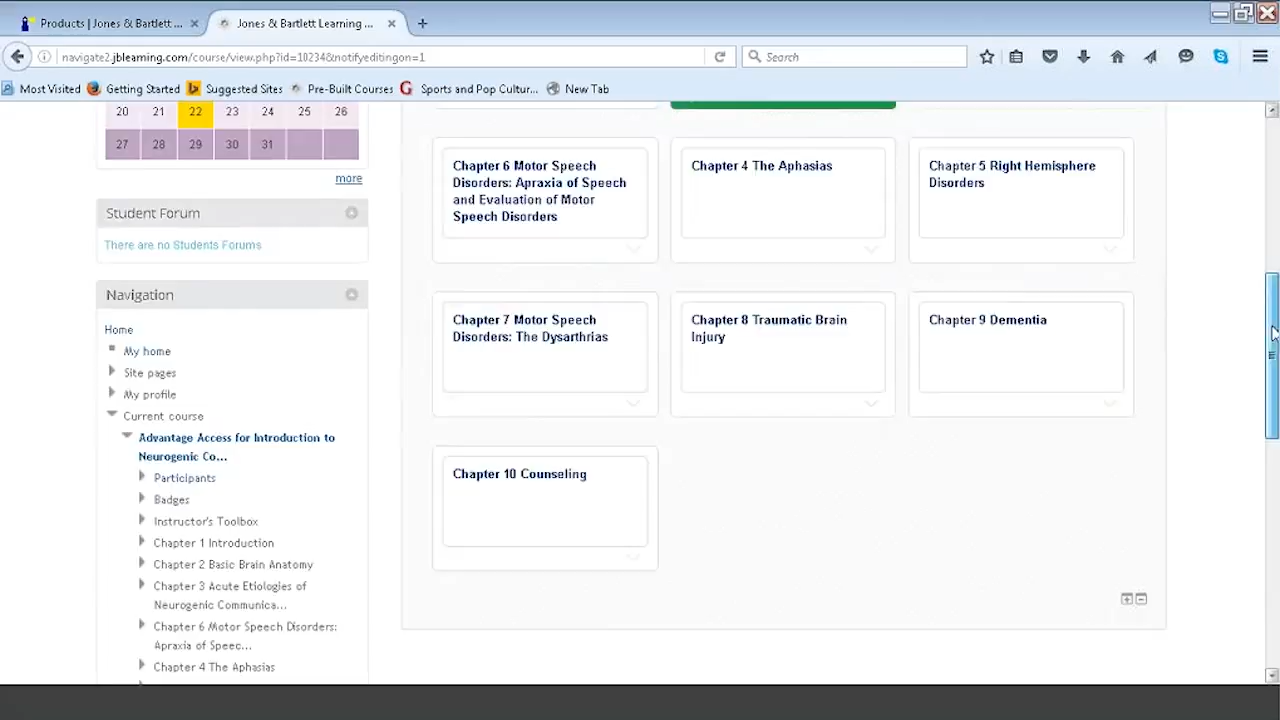 Products | Jones & Bartlett ...
Jones & Bartlett Learning ...
navigate2.jblearning.com/course/view.php?id=10234&notifyeditingon=1
Search
Most Visited
Getting Started
Suggested Sites
Pre-Built Courses
Sports and Pop Cultur...
New Tab
20 21 22 23 24 25 26
27 28 29 30 31
more
Student Forum
There are no Students Forums
Navigation
Home
My home
Site pages
My profile
Current course
Advantage Access for Introduction to
Neurogenic Co...
Participants
Badges
Instructor's Toolbox
Chapter 1 Introduction
Chapter 2 Basic Brain Anatomy
Chapter 3 Acute Etiologies of
Neurogenic Communica...
Chapter 6 Motor Speech Disorders:
Apraxia of Speec...
Chapter 4 The Aphasias
Chapter 6 Motor Speech
Disorders: Apraxia of Speech
and Evaluation of Motor
Speech Disorders
Chapter 4 The Aphasias
Chapter 5 Right Hemisphere
Disorders
Chapter 7 Motor Speech
Disorders: The Dysarthrias
Chapter 8 Traumatic Brain
Injury
Chapter 9 Dementia
Chapter 10 Counseling